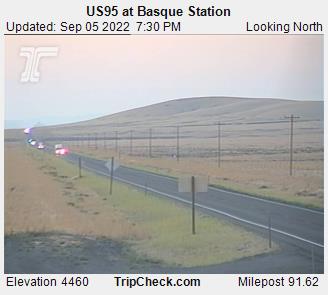 US95 at Basque Station
Updated: Sep 05 2022 7:30 PM Looking North
Elevation 4460 TripCheck.com Milepost 91.62